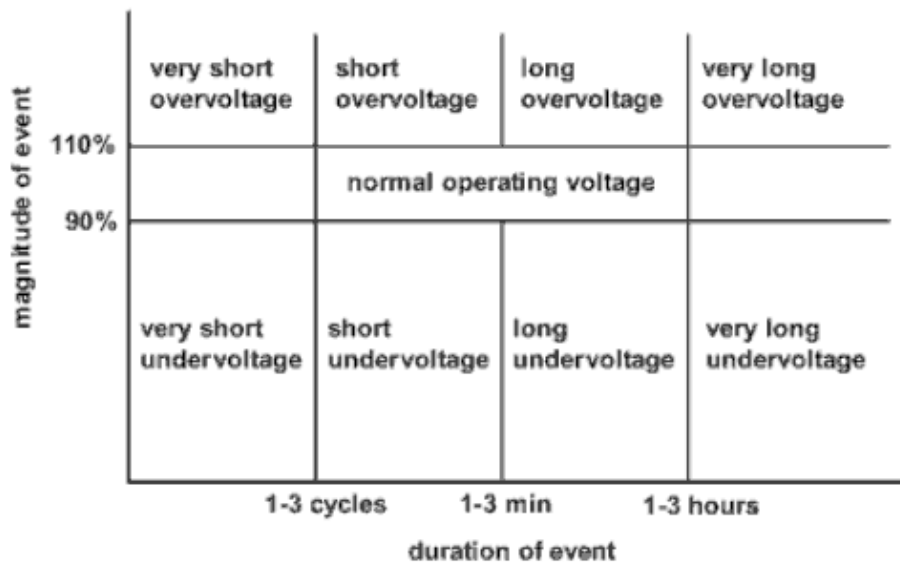 very short
overvoltage
short
overvoltage
long
overvoltage
very long
overvoltage
magnitude of event
110%
normal operating voltage
90%
very short
undervoltage
short
undervoltage
long
undervoltage
very long
undervoltage
1-3 cycles
1-3 min
1-3 hours
duration of event